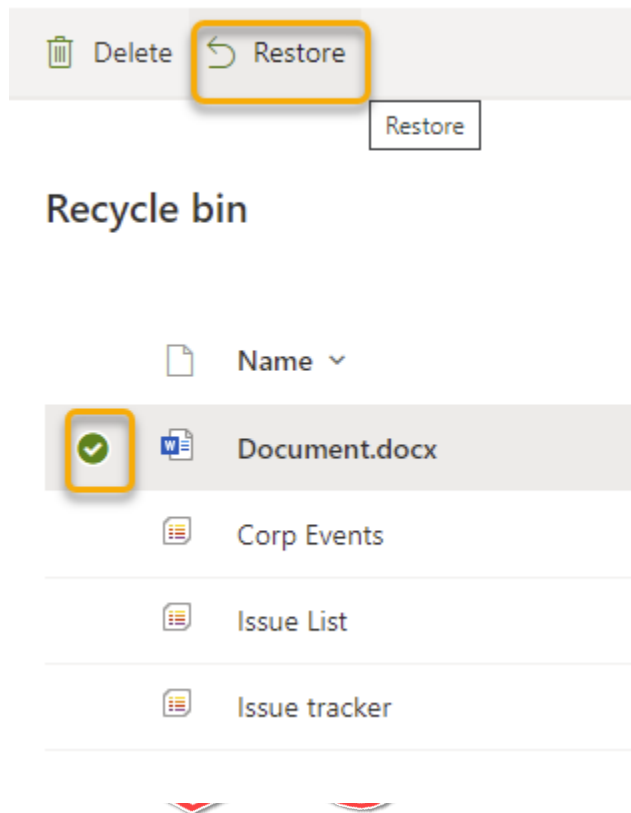 Delete Restore
Restore
Recycle bin
Name
Document.docx
Corp Events
Issue List
Issue tracker